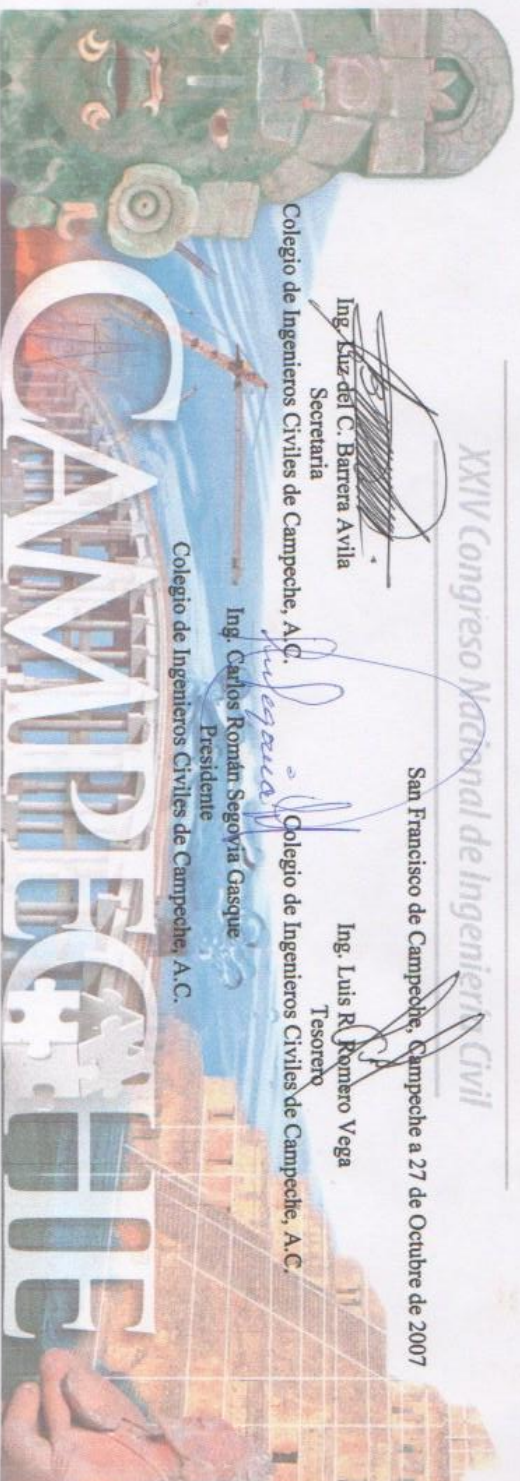 XXIV Congreso Nacional de Ingeniería Civil
San Francisco de Campeche, Campeche a 27 de Octubre de 2007
Ing. Luz del C. Barrera Avila
Secretaria
Colegio de Ingenieros Civiles de Campeche, A.C.
Ing. Luis R. Romero Vega
Tesorero
Colegio de Ingenieros Civiles de Campeche, A.C.
Ing. Carlos Román Segovia Gasque
Presidente
Colegio de Ingenieros Civiles de Campeche, A.C.
CAMPECHE